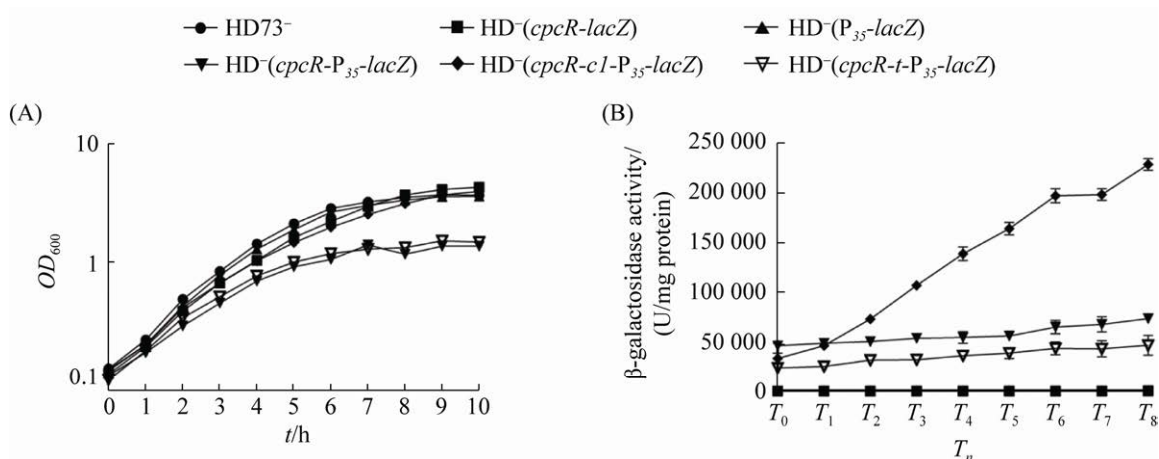 HD73⁻ HD⁻(cpcR-lacZ) HD⁻(P₃₅-lacZ)
HD⁻(cpcR-P₃₅-lacZ) HD⁻(cpcR-c1-P₃₅-lacZ) HD⁻(cpcR-t-P₃₅-lacZ)
(A)
10
1
0.1
OD₆₀₀
0 1 2 3 4 5 6 7 8 9 10
t/h
(B)
β-galactosidase activity/
(U/mg protein)
250 000
200 000
150 000
100 000
50 000
0
T₀ T₁ T₂ T₃ T₄ T₅ T₆ T₇ T₈
Tₙ